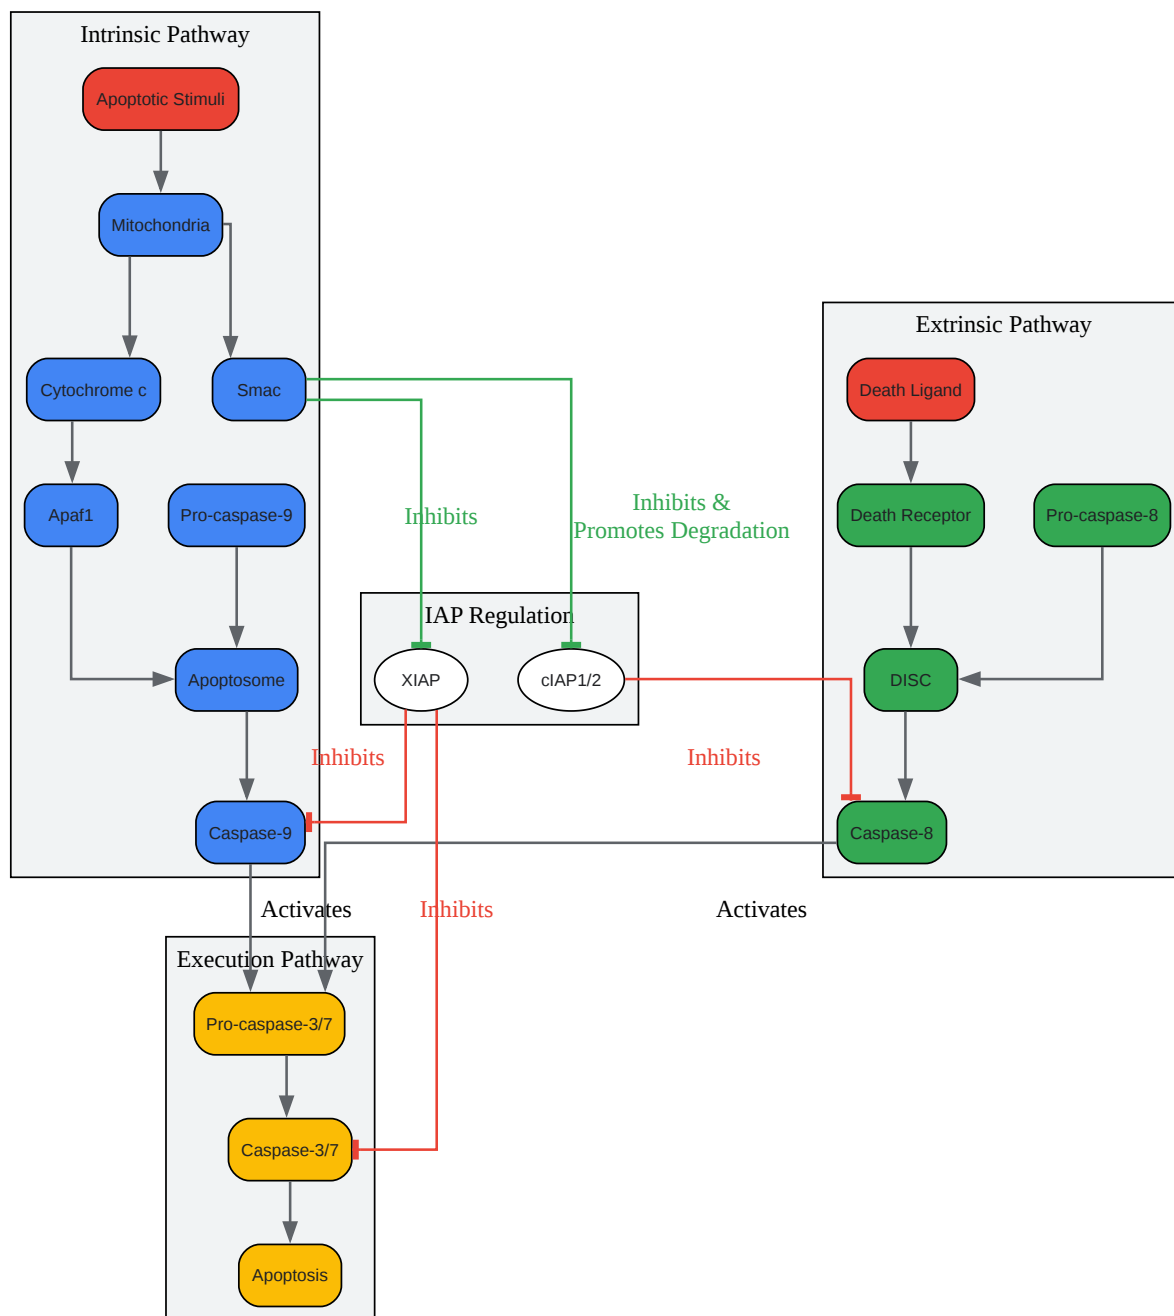 Intrinsic Pathway
Apoptotic Stimuli
Mitochondria
Cytochrome c
Smac
Apaf1
Pro-caspase-9
Apoptosome
Caspase-9
Inhibits
Inhibits &
Promotes Degradation
IAP Regulation
XIAP
cIAP1/2
Inhibits
Inhibits
Extrinsic Pathway
Death Ligand
Death Receptor
Pro-caspase-8
DISC
Caspase-8
Activates
Inhibits
Activates
Execution Pathway
Pro-caspase-3/7
Caspase-3/7
Apoptosis